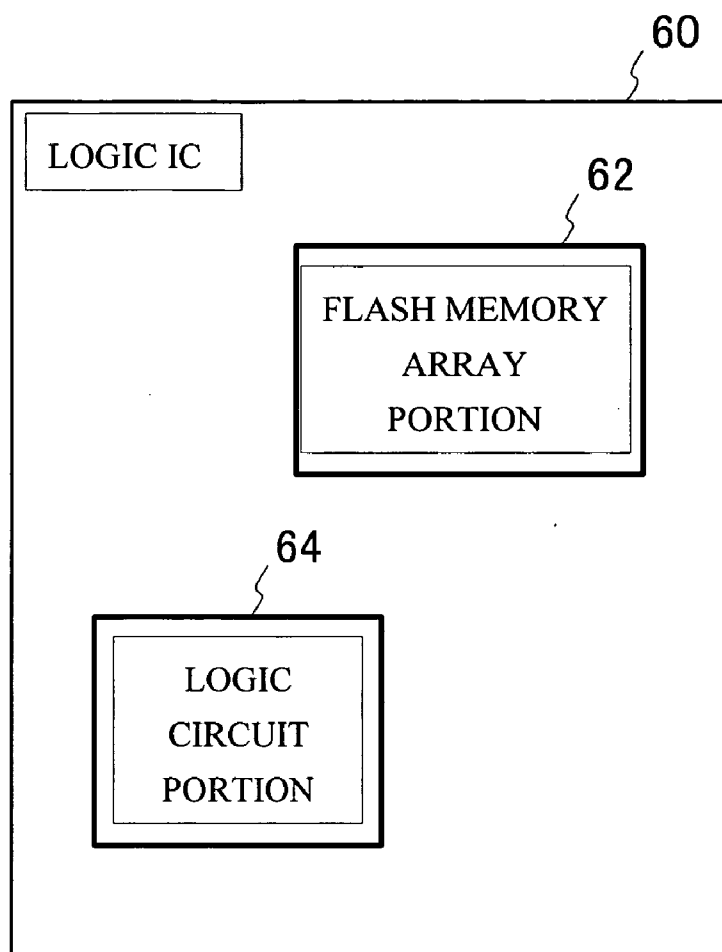 60
LOGIC IC
62
FLASH MEMORY
ARRAY
PORTION
64
LOGIC
CIRCUIT
PORTION